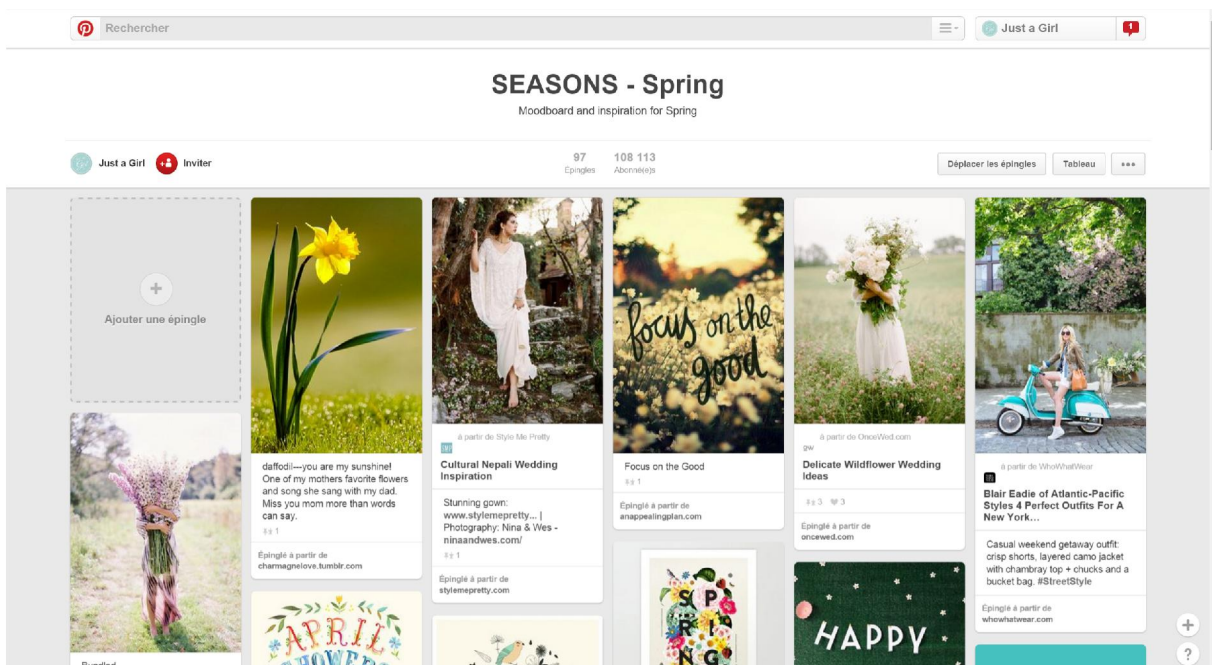 Rechercher
Just a Girl
1
SEASONS - Spring
Moodboard and inspiration for Spring
Just a Girl
Inviter
97
Épingles
108 113
Abonné(e)s
Déplacer les épingles
Tableau
Ajouter une épingle
daffodil---you are my sunshine!
One of my mothers favorite flowers
and song she sang with my dad.
Miss you mom more than words
can say.
1
Épinglé à partir de
charmagnelove.tumblr.com
à partir de Style Me Pretty
Cultural Nepali Wedding
Inspiration
Stunning gown:
www.stylemepretty... |
Photography: Nina & Wes -
ninaandwes.com/
1
Épinglé à partir de
stylemepretty.com
focus on the
good
Focus on the Good
1
Épinglé à partir de
anappealingplan.com
à partir de OnceWed.com
Delicate Wildflower Wedding
Ideas
3 3
Épinglé à partir de
oncewed.com
à partir de WhoWhatWear
Blair Eadie of Atlantic-Pacific
Styles 4 Perfect Outfits For A
New York...
Casual weekend getaway outfit:
crisp shorts, layered camo jacket
with chambray top + chucks and a
bucket bag. #StreetStyle
Épinglé à partir de
whowhatwear.com
APRIL
SHOWERS
SP
RI
NG
HAPPY
?